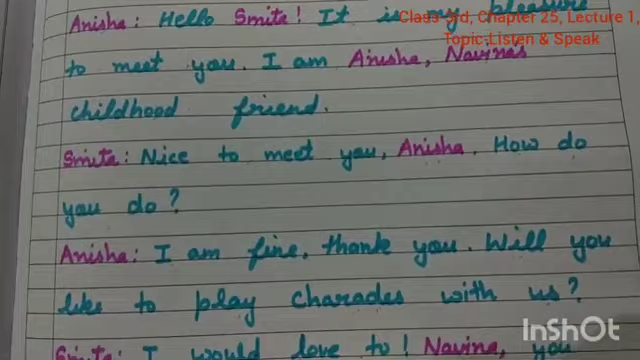 Anisha: Hello Smita! It is my pleasure
Class-3rd, Chapter 25, Lecture 1,
Topic-Listen & Speak
to meet you. I am Anisha, Navina's
childhood friend.
Smita: Nice to meet you, Anisha. How do
you do?
Anisha: I am fine, thank you. Will you
like to play charades with us?
Smita: I would love to! Navina, you
InShOt